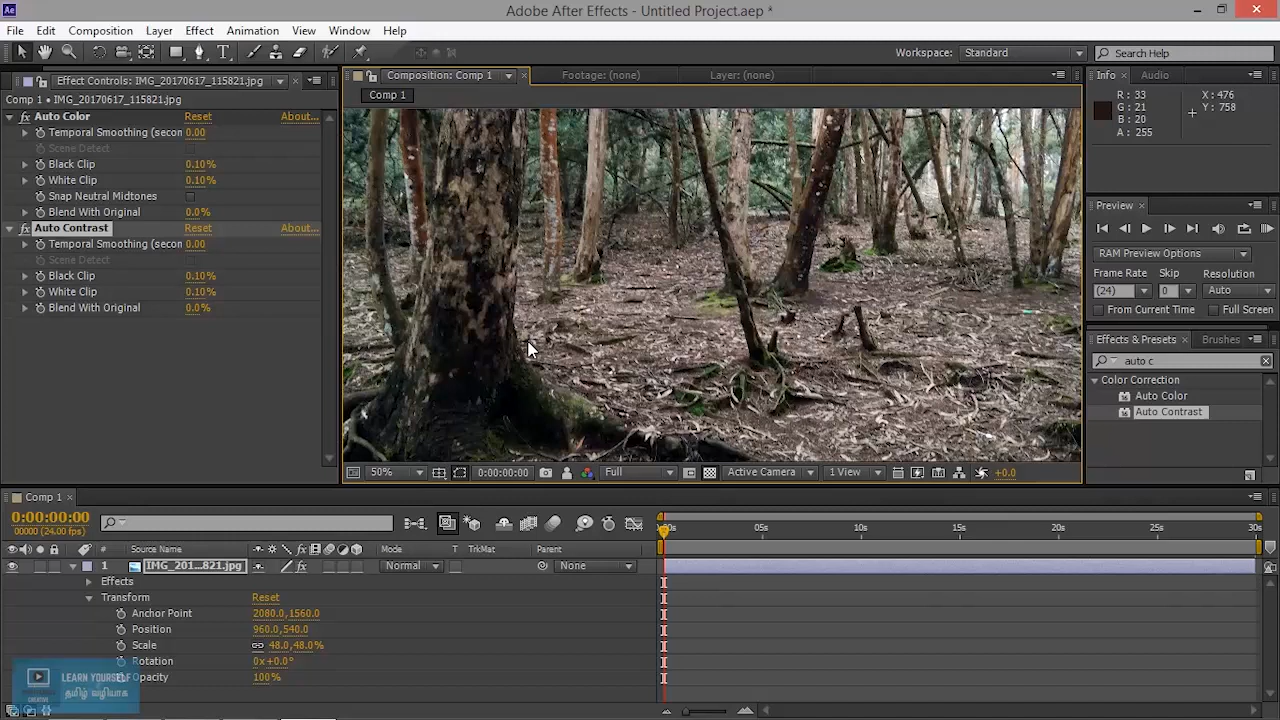 Ae Adobe After Effects - Untitled Project.aep *
File Edit Composition Layer Effect Animation View Window Help
Workspace: Standard Search Help
Effect Controls: IMG_20170617_115821.jpg
Comp 1 • IMG_20170617_115821.jpg
Auto Color Reset About...
Temporal Smoothing (secon 0.00
Scene Detect
Black Clip 0.10%
White Clip 0.10%
Snap Neutral Midtones
Blend With Original 0.0%
Auto Contrast Reset About...
Temporal Smoothing (secon 0.00
Scene Detect
Black Clip 0.10%
White Clip 0.10%
Blend With Original 0.0%
Composition: Comp 1 Footage: (none) Layer: (none)
Comp 1
50% 0:00:00:00 Full Active Camera 1 View +0.0
Info Audio
R: 33 X: 476
G: 21 Y: 758
B: 20
A: 255
Preview
RAM Preview Options
Frame Rate Skip Resolution
(24) 0 Auto
From Current Time Full Screen
Effects & Presets Brushes
auto c
Color Correction
Auto Color
Auto Contrast
Comp 1
0:00:00:00
00000 (24.00 fps)
05s 10s 15s 20s 25s 30s
# Source Name Mode T TrkMat Parent
1 IMG_201...821.jpg Normal None
Effects
Transform Reset
Anchor Point 2080.0,1560.0
Position 960.0,540.0
Scale 48.0,48.0%
Rotation 0x+0.0°
Opacity 100%
LEARN YOURSELF
தமிழ் வழியாக
CREATIVE